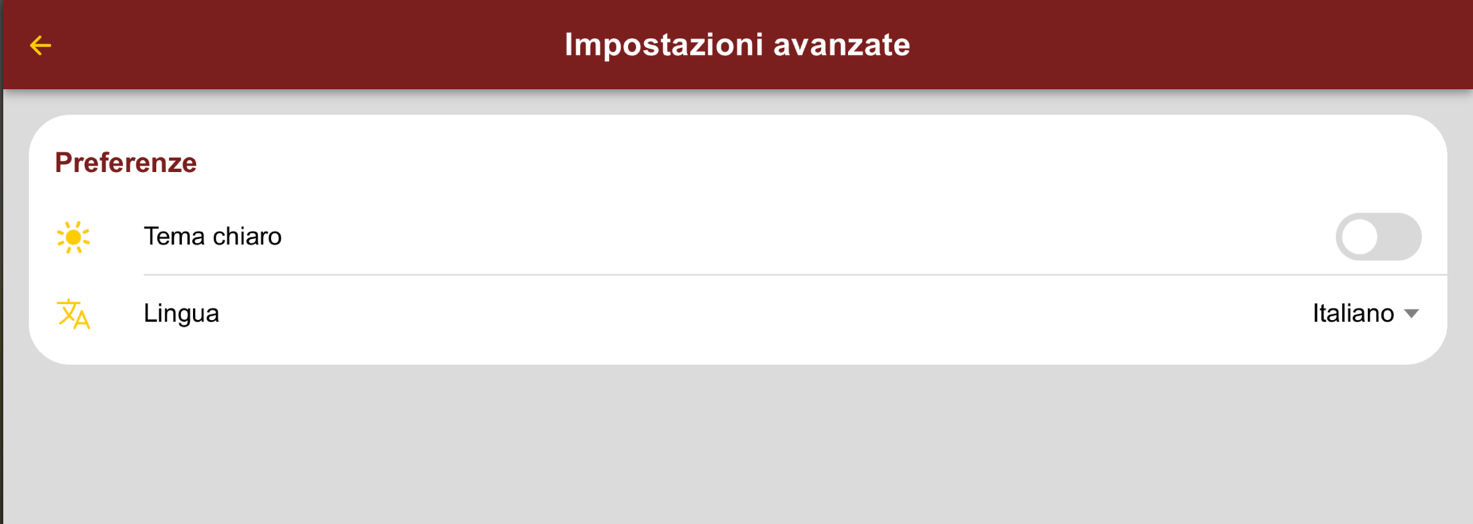 Impostazioni avanzate
Preferenze
Tema chiaro
Lingua
Italiano